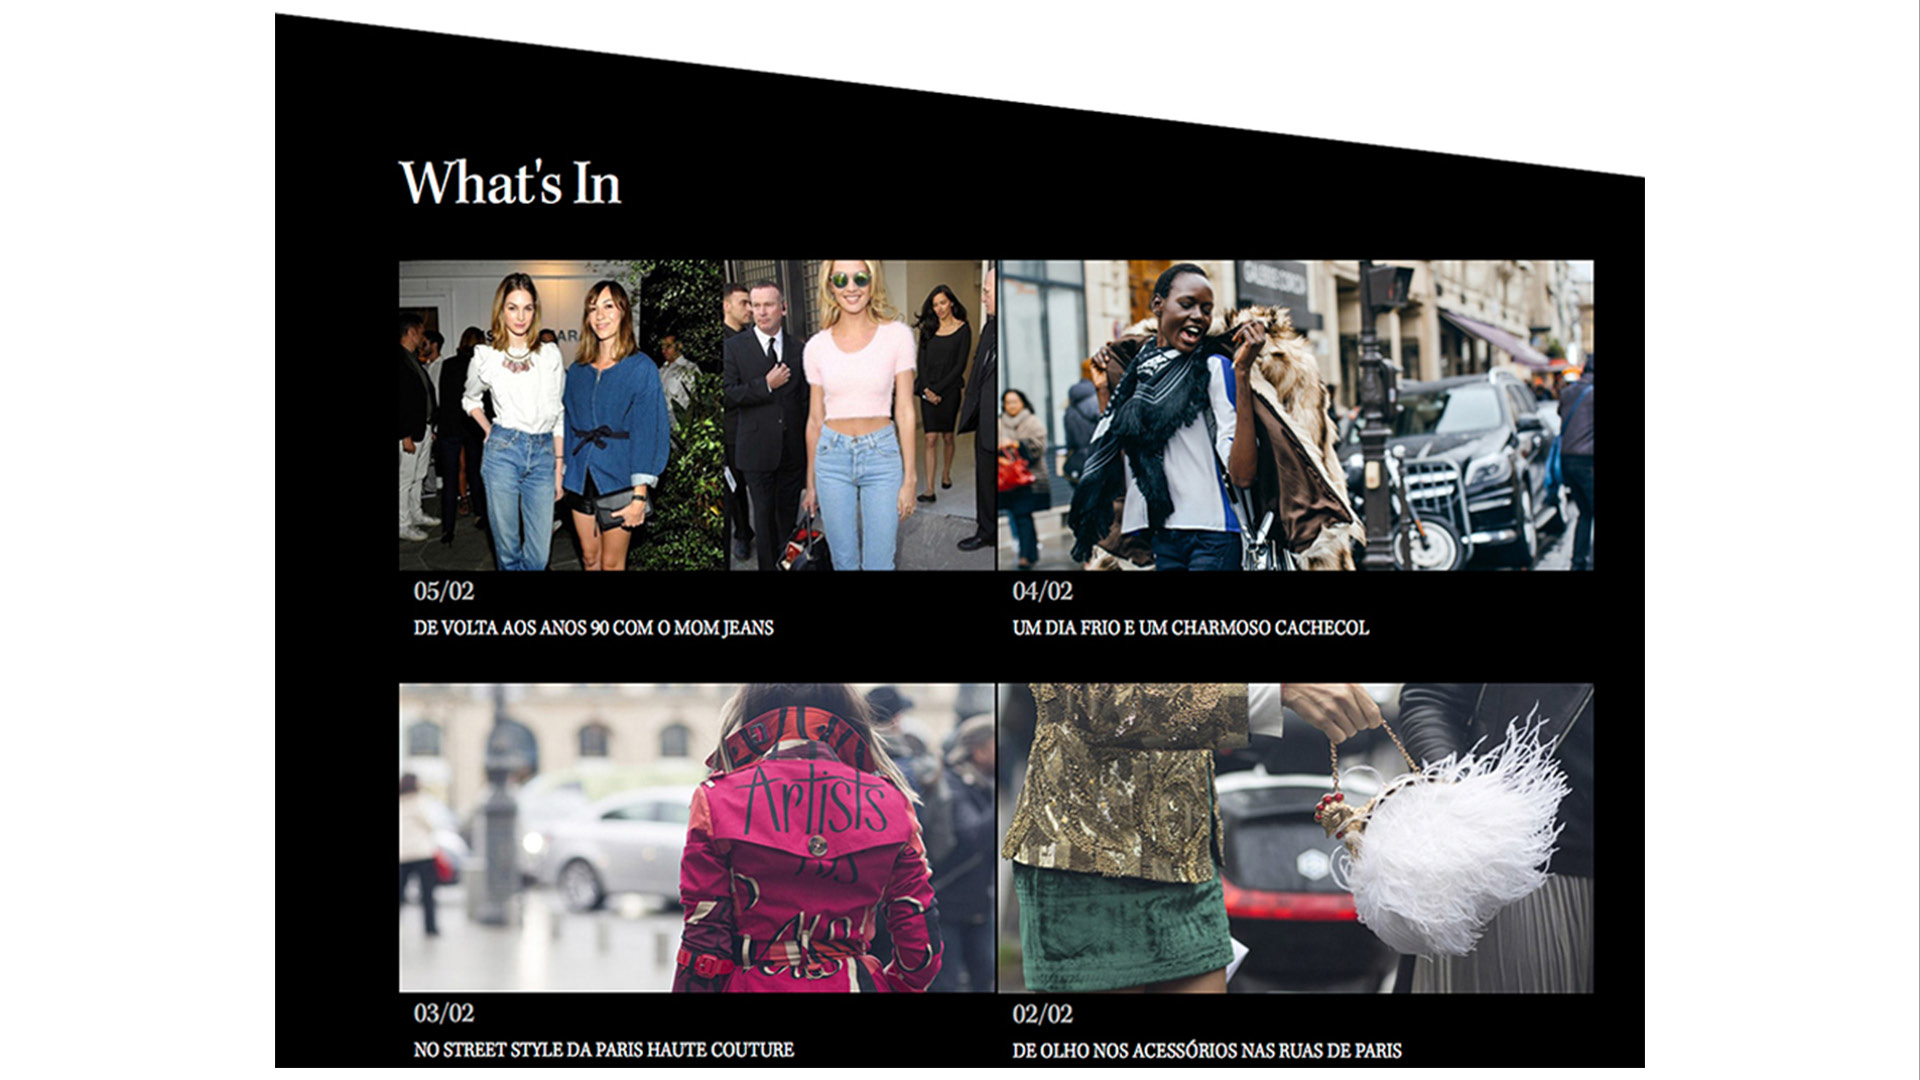 What's In
05/02
DE VOLTA AOS ANOS 90 COM O MOM JEANS
04/02
UM DIA FRIO E UM CHARMOSO CACHECOL
Artists
03/02
NO STREET STYLE DA PARIS HAUTE COUTURE
02/02
DE OLHO NOS ACESSÓRIOS NAS RUAS DE PARIS